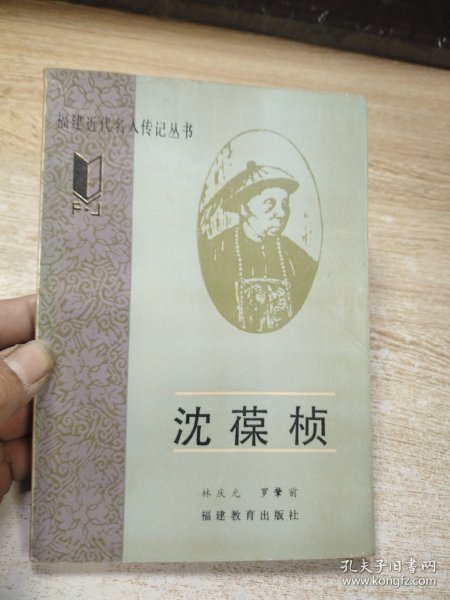 福建近代名人传记丛书
F·J
沈葆桢
林庆元 罗肇前
福建教育出版社
孔夫子旧书网
www.kongfz.com